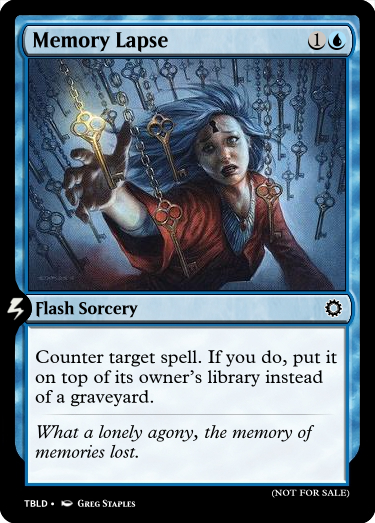 Memory Lapse 1
Flash Sorcery
Counter target spell. If you do, put it
on top of its owner's library instead
of a graveyard.
What a lonely agony, the memory of
memories lost.
(NOT FOR SALE)
TBLD • Greg Staples